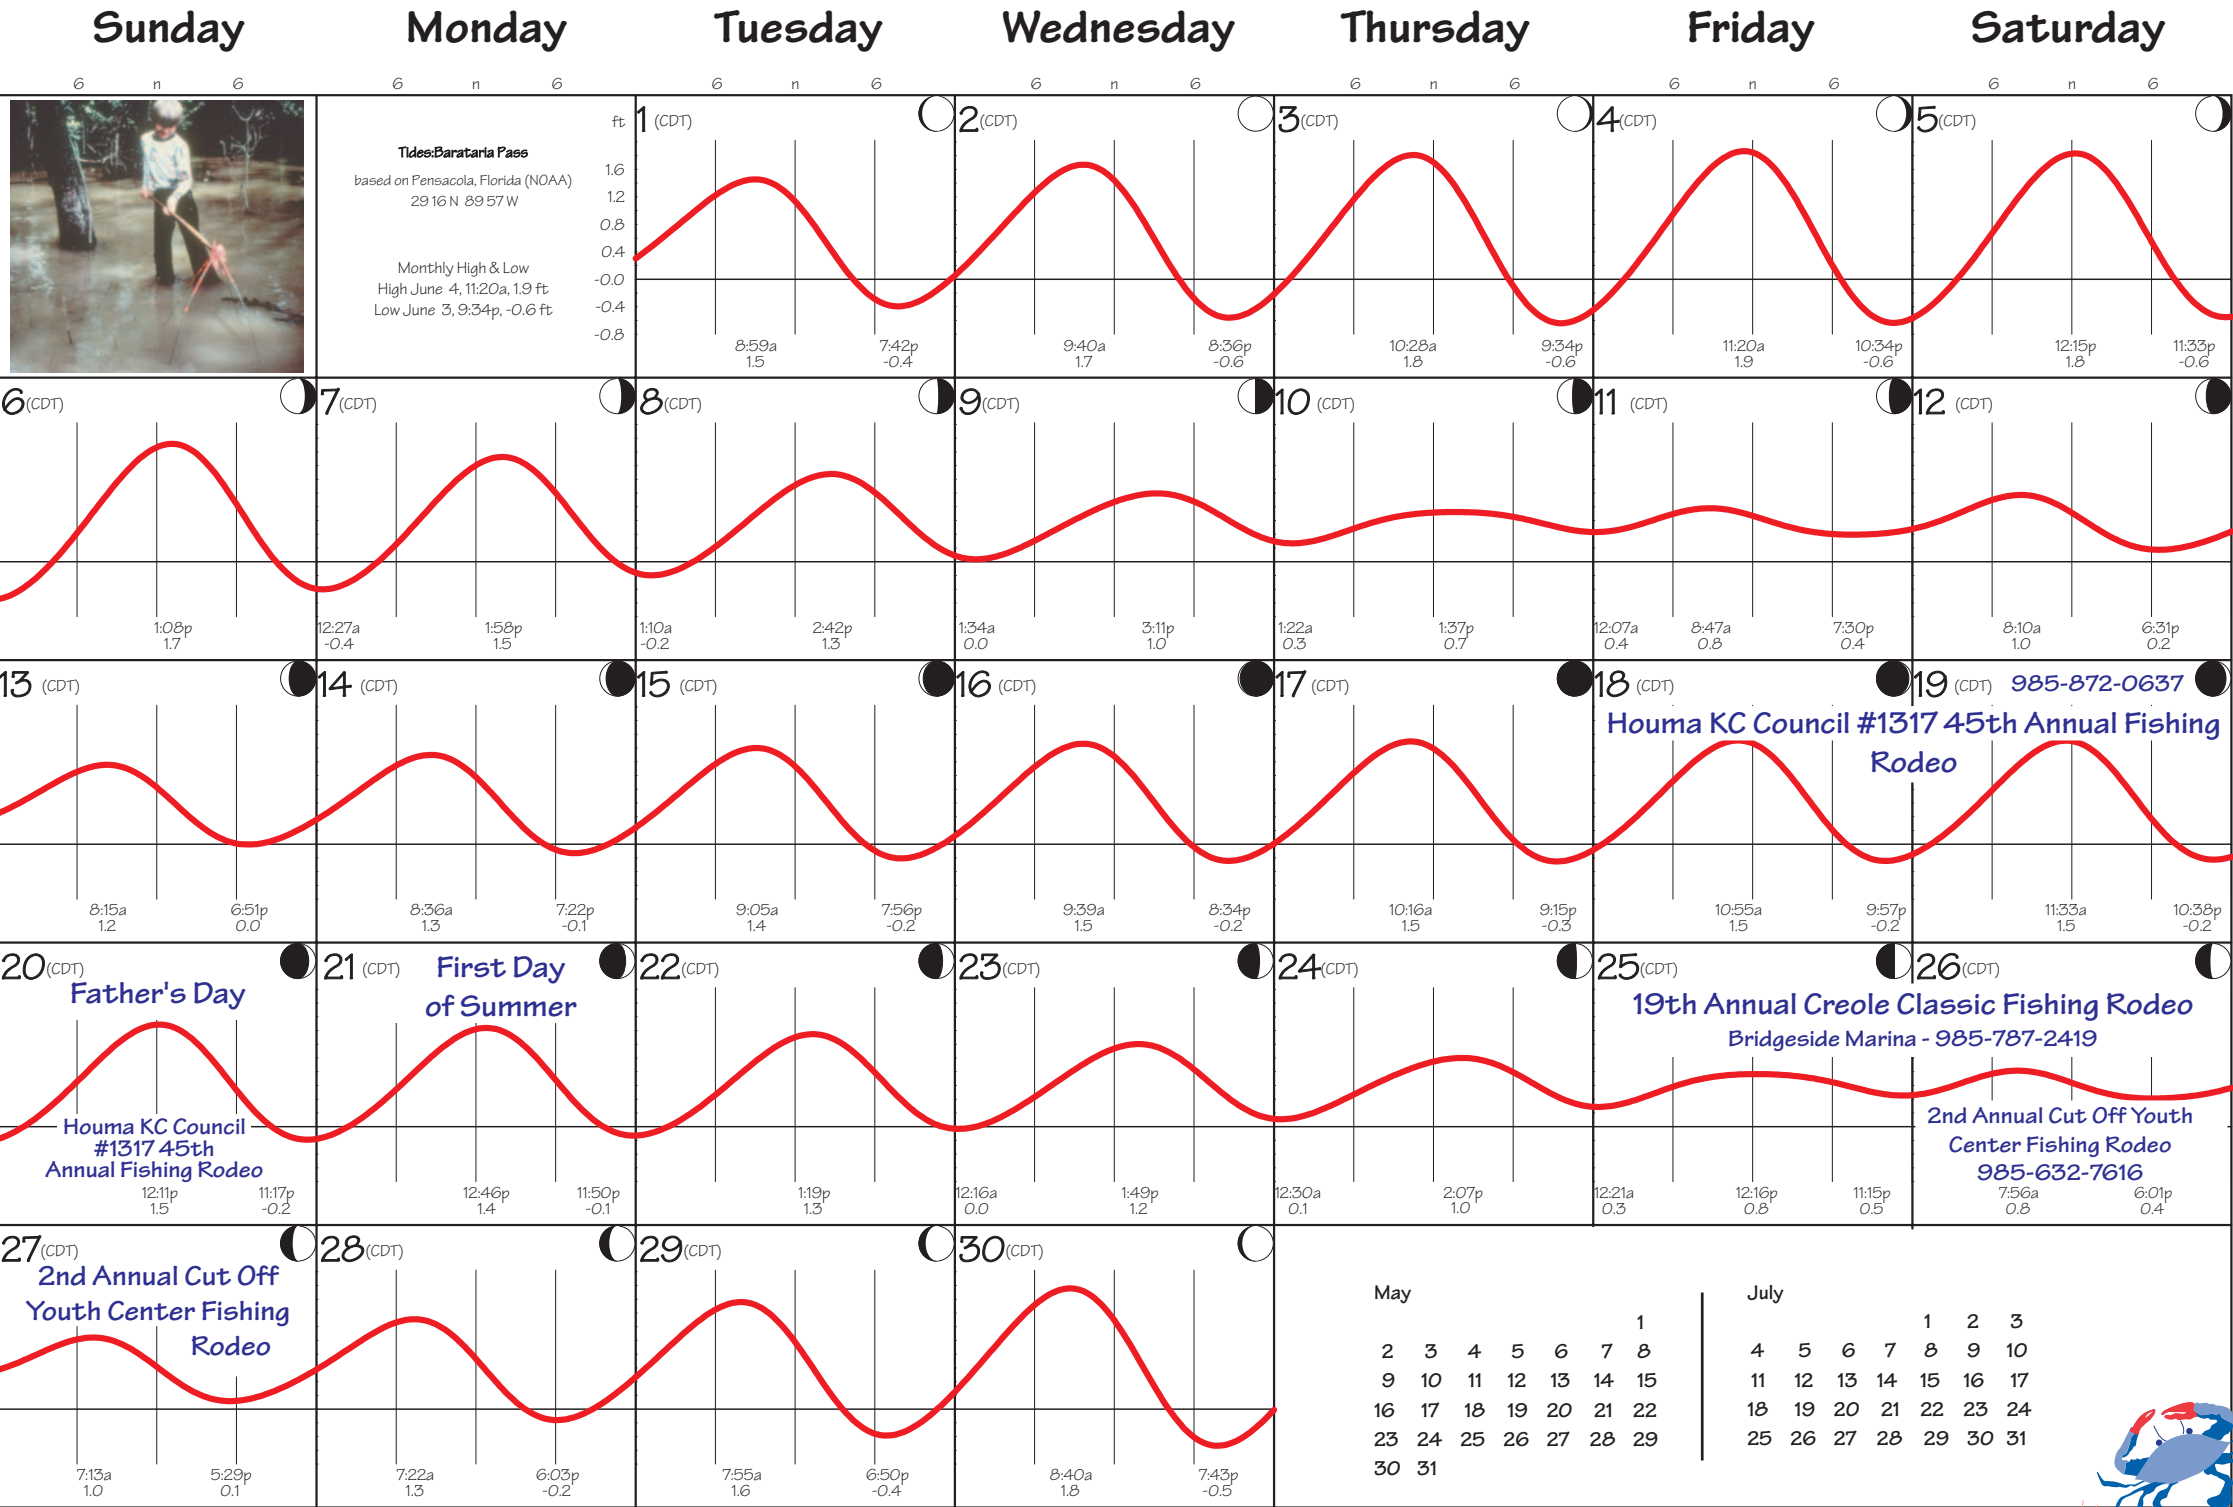 Sunday Monday Tuesday Wednesday Thursday Friday Saturday
6 n 6 6 n 6 6 n 6 6 n 6 6 n 6 6 n 6 6 n 6
Tides:Barataria Pass
based on Pensacola, Florida (NOAA)
29 16 N 89 57 W
Monthly High & Low
High June 4, 11:20a, 1.9 ft
Low June 3, 9:34p, -0.6 ft
ft
1.6
1.2
0.8
0.4
-0.0
-0.4
-0.8
1 (CDT)
8:59a 7:42p
1.5 -0.4
2(CDT)
9:40a 8:36p
1.7 -0.6
3(CDT)
10:28a 9:34p
1.8 -0.6
4(CDT)
11:20a 10:34p
1.9 -0.6
5(CDT)
12:15p 11:33p
1.8 -0.6
6(CDT)
1:08p
1.7
7(CDT)
12:27a 1:58p
-0.4 1.5
8(CDT)
1:10a 2:42p
-0.2 1.3
9(CDT)
1:34a 3:11p
0.0 1.0
10 (CDT)
1:22a 1:37p
0.3 0.7
11 (CDT)
12:07a 8:47a 7:30p
0.4 0.8 0.4
12 (CDT)
8:10a 6:31p
1.0 0.2
13 (CDT)
8:15a 6:51p
1.2 0.0
14 (CDT)
8:36a 7:22p
1.3 -0.1
15 (CDT)
9:05a 7:56p
1.4 -0.2
16 (CDT)
9:39a 8:34p
1.5 -0.2
17 (CDT)
10:16a 9:15p
1.5 -0.3
18 (CDT)
19 (CDT) 985-872-0637
Houma KC Council #1317 45th Annual Fishing
Rodeo
10:55a 9:57p
1.5 -0.2
11:33a 10:38p
1.5 -0.2
20(CDT)
Father's Day
Houma KC Council
#1317 45th
Annual Fishing Rodeo
12:11p 11:17p
1.5 -0.2
21 (CDT) First Day
of Summer
12:46p 11:50p
1.4 -0.1
22(CDT)
1:19p
1.3
23(CDT)
12:16a 1:49p
0.0 1.2
24(CDT)
12:30a 2:07p
0.1 1.0
25(CDT)
26(CDT)
19th Annual Creole Classic Fishing Rodeo
Bridgeside Marina - 985-787-2419
12:21a 12:16p 11:15p
0.3 0.8 0.5
2nd Annual Cut Off Youth
Center Fishing Rodeo
985-632-7616
7:56a 6:01p
0.8 0.4
27(CDT)
2nd Annual Cut Off
Youth Center Fishing
Rodeo
7:13a 5:29p
1.0 0.1
28(CDT)
7:22a 6:03p
1.3 -0.2
29(CDT)
7:55a 6:50p
1.6 -0.4
30(CDT)
8:40a 7:43p
1.8 -0.5
May
1
2 3 4 5 6 7 8
9 10 11 12 13 14 15
16 17 18 19 20 21 22
23 24 25 26 27 28 29
30 31
July
1 2 3
4 5 6 7 8 9 10
11 12 13 14 15 16 17
18 19 20 21 22 23 24
25 26 27 28 29 30 31